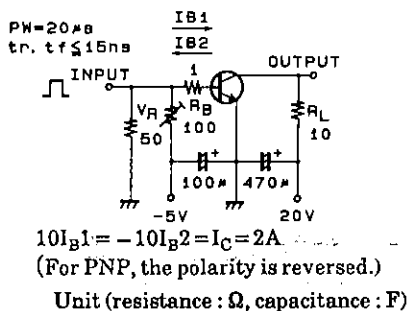 PW=20μs
tr, tf≦15ns
IB1
IB2
INPUT
OUTPUT
1
VR
RB
50
100
RL
10
+
+
100μ
470μ
-5V
20V
10IB1=-10IB2=IC=2A
(For PNP, the polarity is reversed.)
Unit (resistance : Ω, capacitance : F)